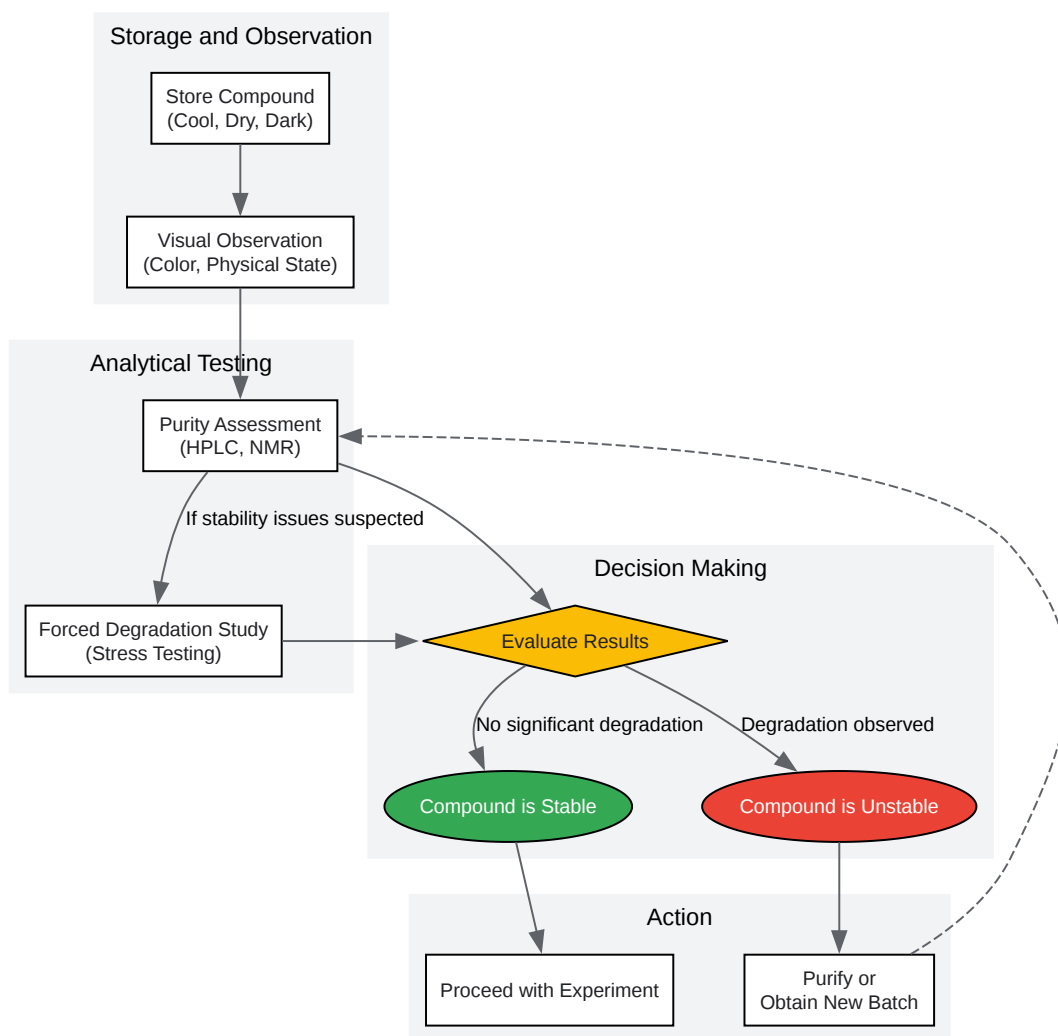 Storage and Observation
Store Compound
(Cool, Dry, Dark)
Visual Observation
(Color, Physical State)
Analytical Testing
Purity Assessment
(HPLC, NMR)
If stability issues suspected
Decision Making
Forced Degradation Study
(Stress Testing)
Evaluate Results
No significant degradation
Degradation observed
Compound is Stable
Compound is Unstable
Action
Proceed with Experiment
Purify or
Obtain New Batch